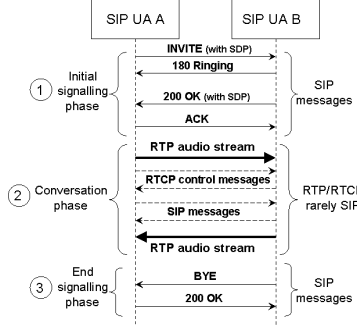 SIP UA A
SIP UA B
INVITE (with SDP)
180 Ringing
200 OK (with SDP)
ACK
1
Initial
signalling
phase
SIP
messages
RTP audio stream
RTCP control messages
SIP messages
RTP audio stream
2
Conversation
phase
RTP/RTCP
rarely SIP
BYE
200 OK
3
End
signalling
phase
SIP
messages